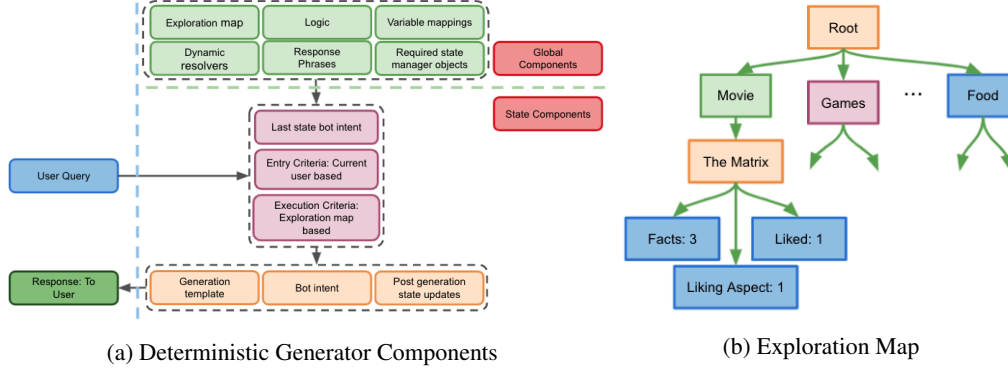 Exploration map
Logic
Variable mappings
Dynamic
resolvers
Response
Phrases
Required state
manager objects
Global
Components
State Components
Last state bot intent
User Query
Entry Criteria: Current
user based
Execution Criteria:
Exploration map
based
Response: To
User
Generation
template
Bot intent
Post generation
state updates
(a) Deterministic Generator Components
Root
Movie
Games
...
Food
The Matrix
Facts: 3
Liked: 1
Liking Aspect: 1
(b) Exploration Map